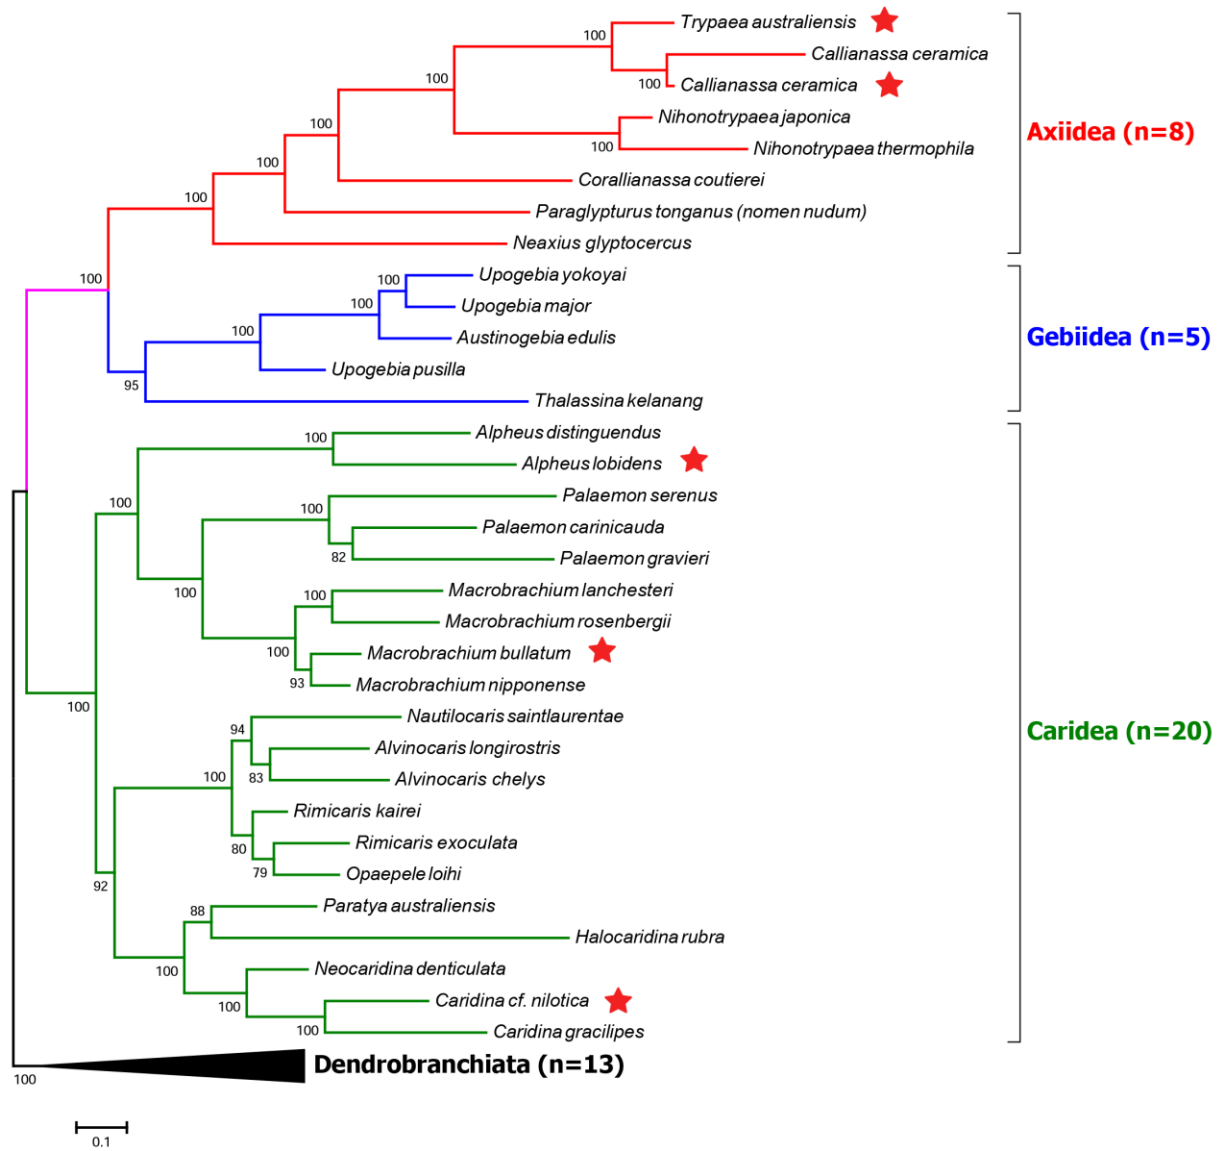 Trypaea australiensis
100
Callianassa ceramica
100
Callianassa ceramica
100
Nihonotrypaea japonica
100
Axiidea (n=8)
100
Nihonotrypaea thermophila
100
Corallianassa coutierei
100
Paraglypturus tonganus (nomen nudum)
Neaxius glyptocercus
100
Upogebia yokoyai
100
Upogebia major
100
Austinogebia edulis
Gebiidea (n=5)
100
Upogebia pusilla
95
Thalassina kelanang
Alpheus distinguendus
100
Alpheus lobidens
Palaemon serenus
100
100
Palaemon carinicauda
82
Palaemon gravieri
100
Macrobrachium lanchesteri
100
Macrobrachium rosenbergii
100
Macrobrachium bullatum
93
Macrobrachium nipponense
100
Nautilocaris saintlaurentae
94
Caridea (n=20)
Alvinocaris longirostris
100
83
Alvinocaris chelys
Rimicaris kairei
Rimicaris exoculata
80
Opaepele loihi
79
92
Paratya australiensis
88
Halocaridina rubra
100
Neocaridina denticulata
Caridina cf. nilotica
100
Caridina gracilipes
100
Dendrobranchiata (n=13)
100
0.1